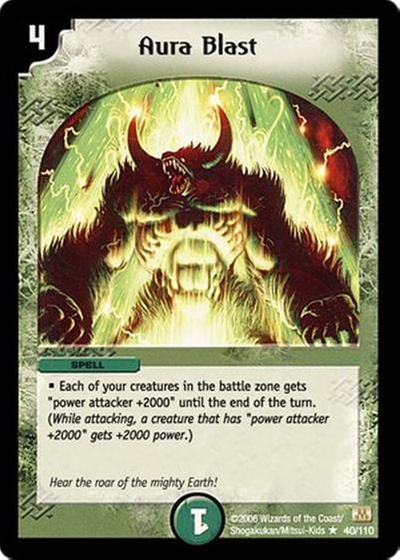 4
Aura Blast
SPELL
▪ Each of your creatures in the battle zone gets
"power attacker +2000" until the end of the turn.
(While attacking, a creature that has "power attacker
+2000" gets +2000 power.)
Hear the roar of the mighty Earth!
1
©2006 Wizards of the Coast/
Shogakukan/Mitsui-Kids ★ 40/110